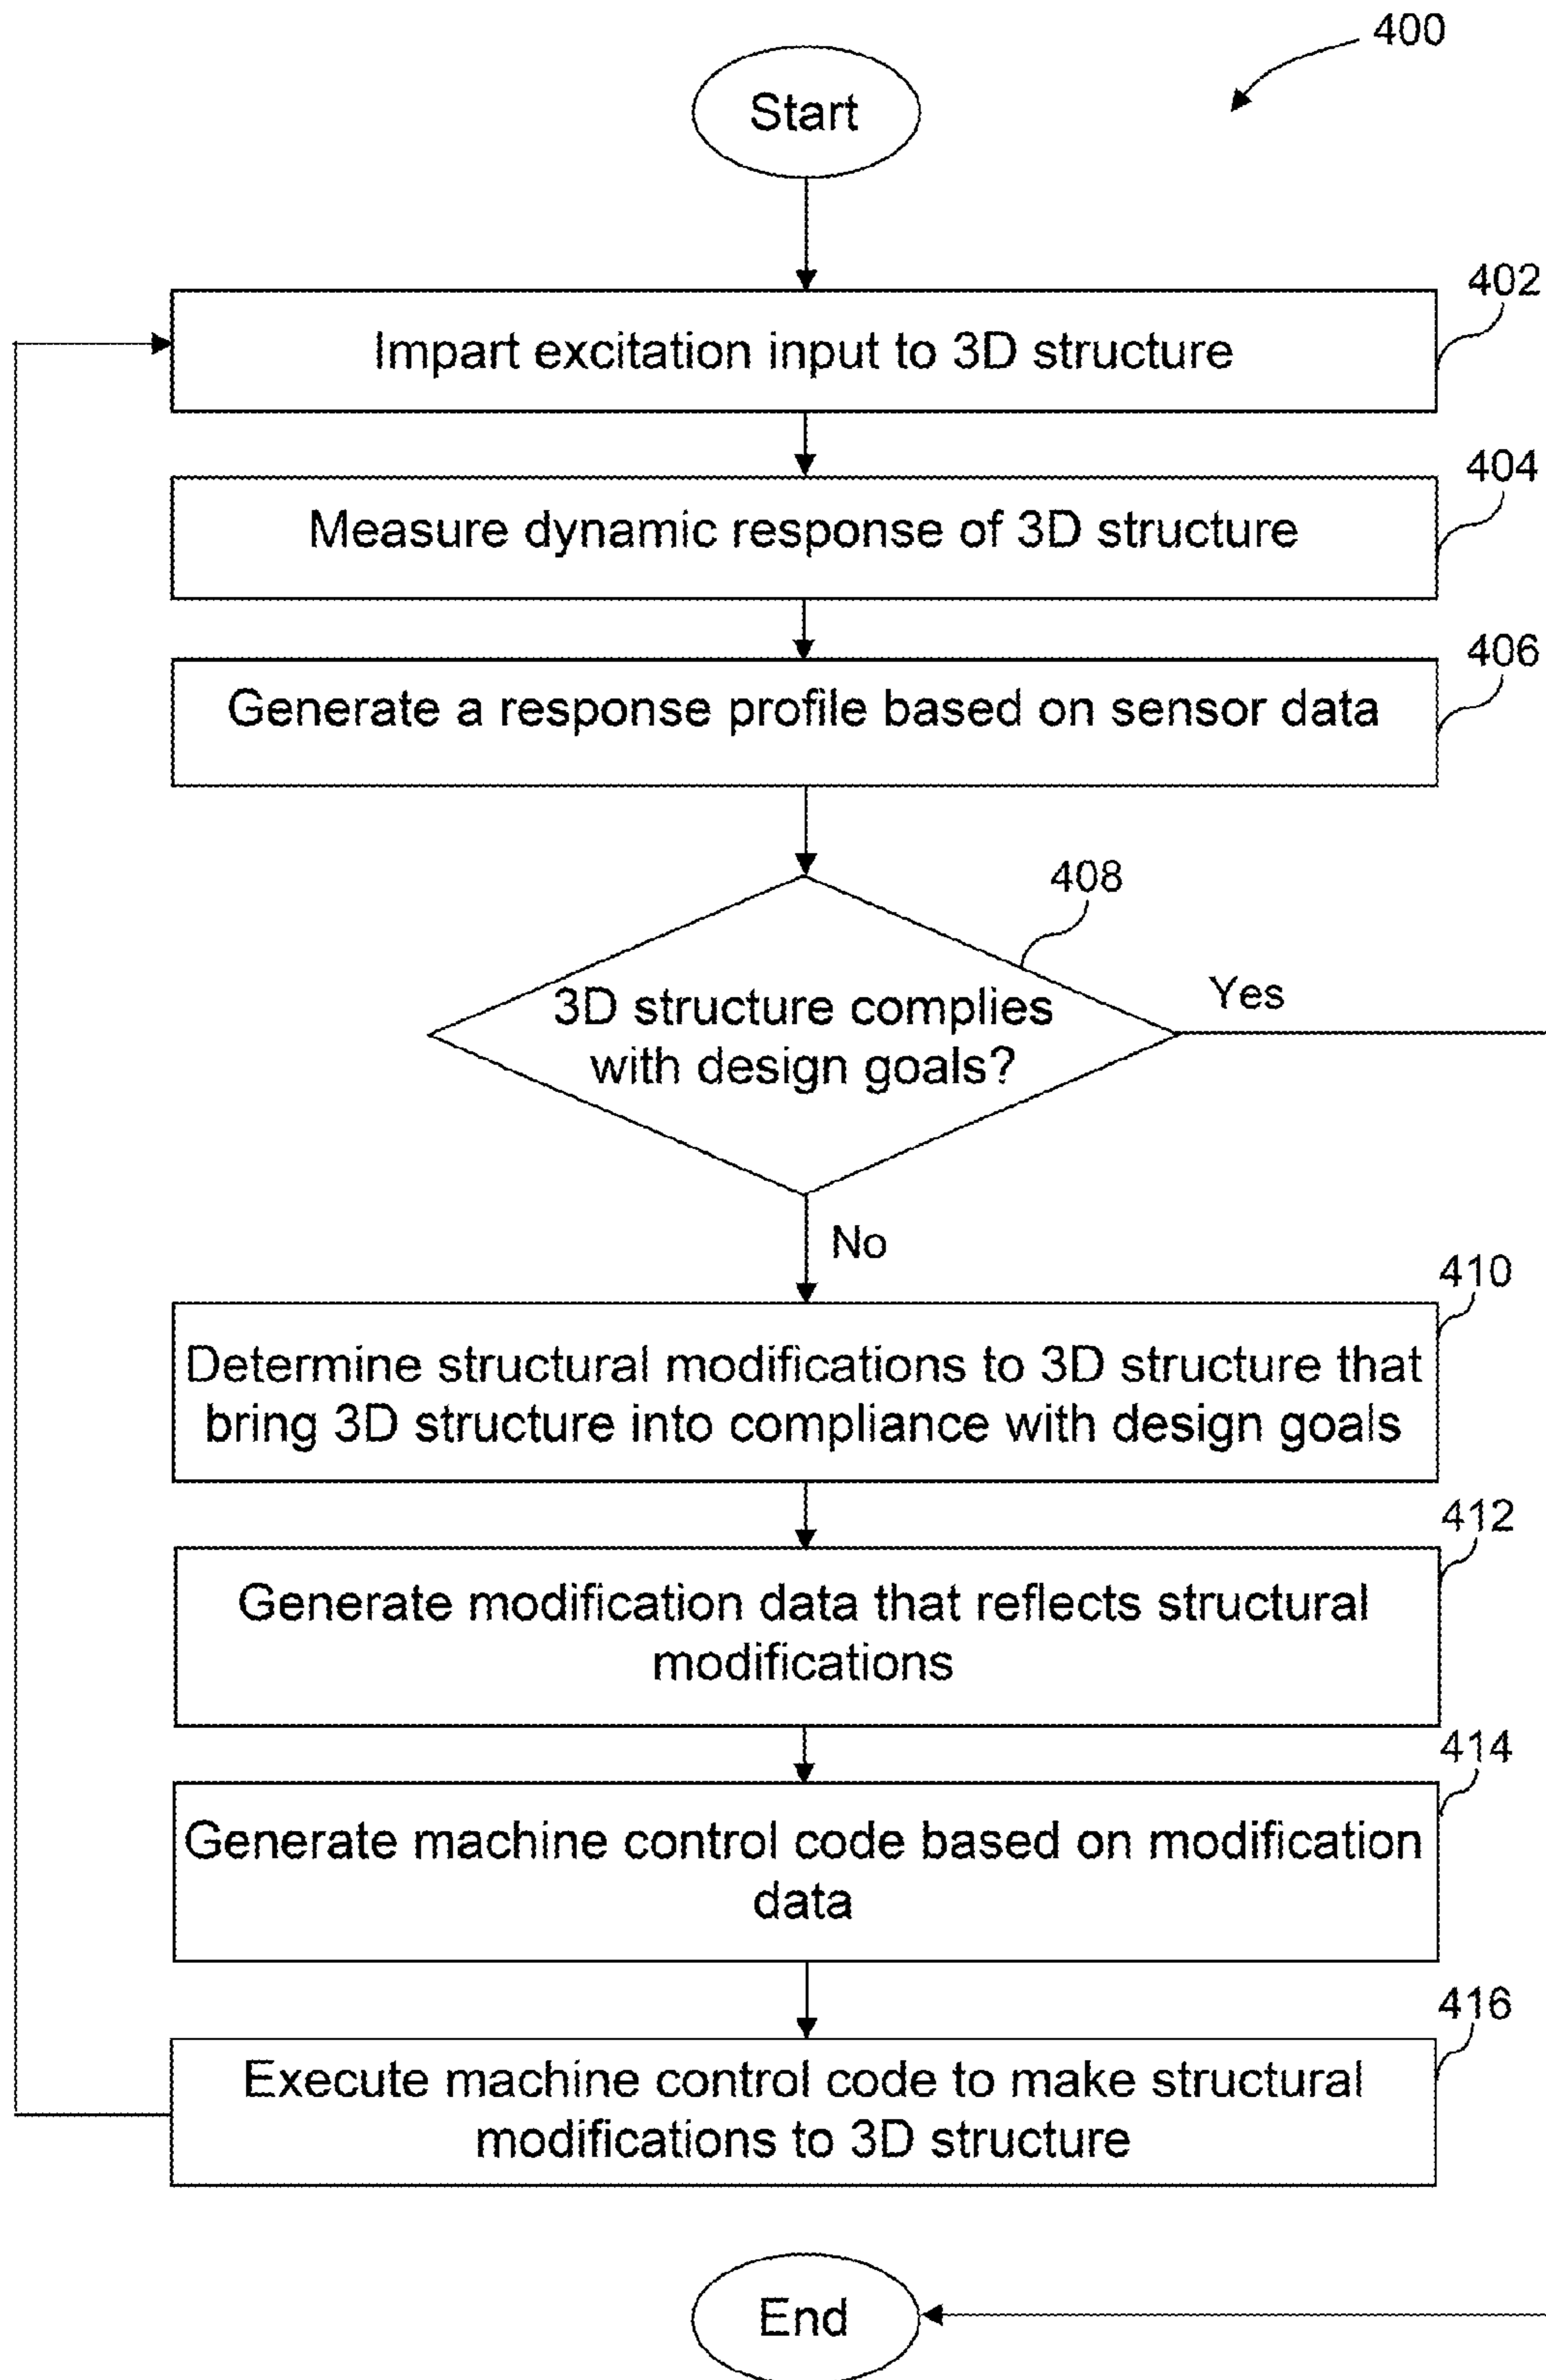 400
Start
402
Impart excitation input to 3D structure
404
Measure dynamic response of 3D structure
406
Generate a response profile based on sensor data
408
3D structure complies
with design goals?
Yes
No
410
Determine structural modifications to 3D structure that
bring 3D structure into compliance with design goals
412
Generate modification data that reflects structural
modifications
414
Generate machine control code based on modification
data
416
Execute machine control code to make structural
modifications to 3D structure
End